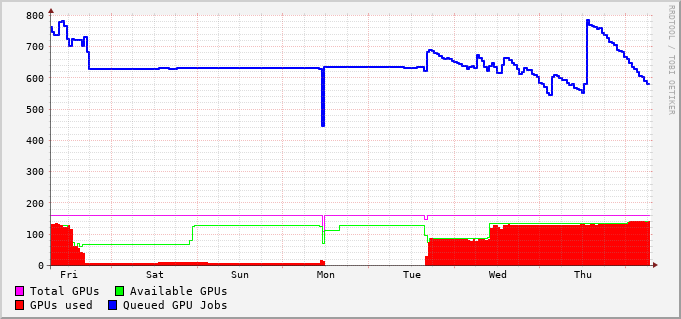 800
700
600
500
400
300
200
100
0
Fri Sat Sun Mon Tue Wed Thu
Total GPUs Available GPUs
GPUs used Queued GPU Jobs
RRDTOOL / TOBI OETIKER